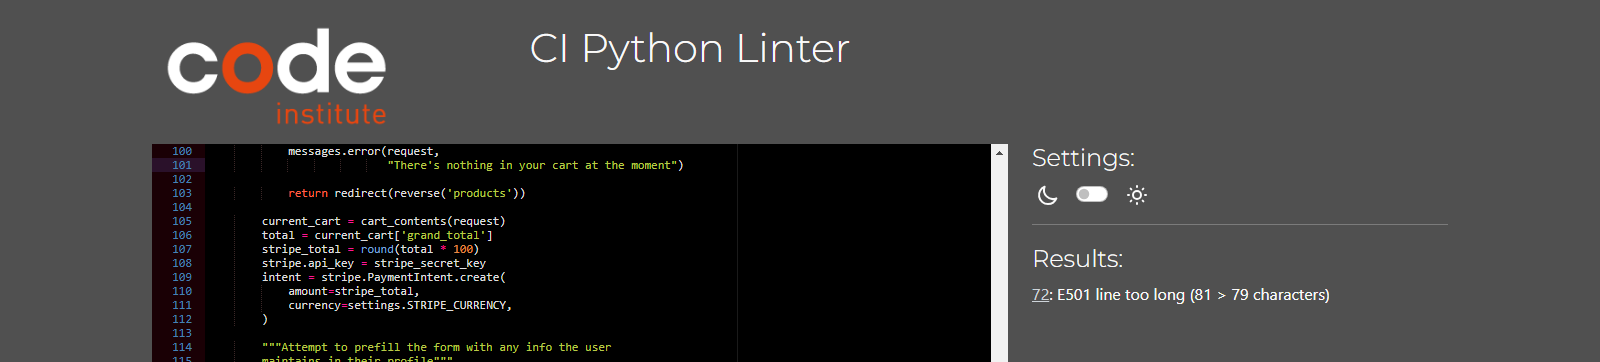 code
institute
CI Python Linter
100 messages.error(request,
101 "There's nothing in your cart at the moment")
102
103 return redirect(reverse('products'))
104
105 current_cart = cart_contents(request)
106 total = current_cart['grand_total']
107 stripe_total = round(total * 100)
108 stripe.api_key = stripe_secret_key
109 intent = stripe.PaymentIntent.create(
110 amount=stripe_total,
111 currency=settings.STRIPE_CURRENCY,
112 )
113
114 """Attempt to prefill the form with any info the user
115 maintains in their profile"""
Settings:
Results:
72: E501 line too long (81 > 79 characters)